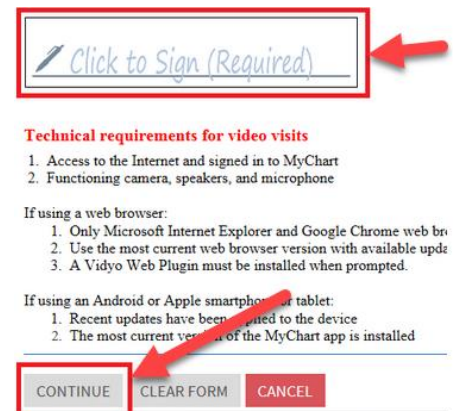 Click to Sign (Required)
Technical requirements for video visits
1. Access to the Internet and signed in to MyChart
2. Functioning camera, speakers, and microphone
If using a web browser:
1. Only Microsoft Internet Explorer and Google Chrome web
2. Use the most current web browser version with available
3. A Vidyo Web Plugin must be installed when prompted.
If using an Android or Apple smartphone or tablet:
1. Recent updates have been applied to the device
2. The most current version of the MyChart app is installed
CONTINUE CLEAR FORM CANCEL